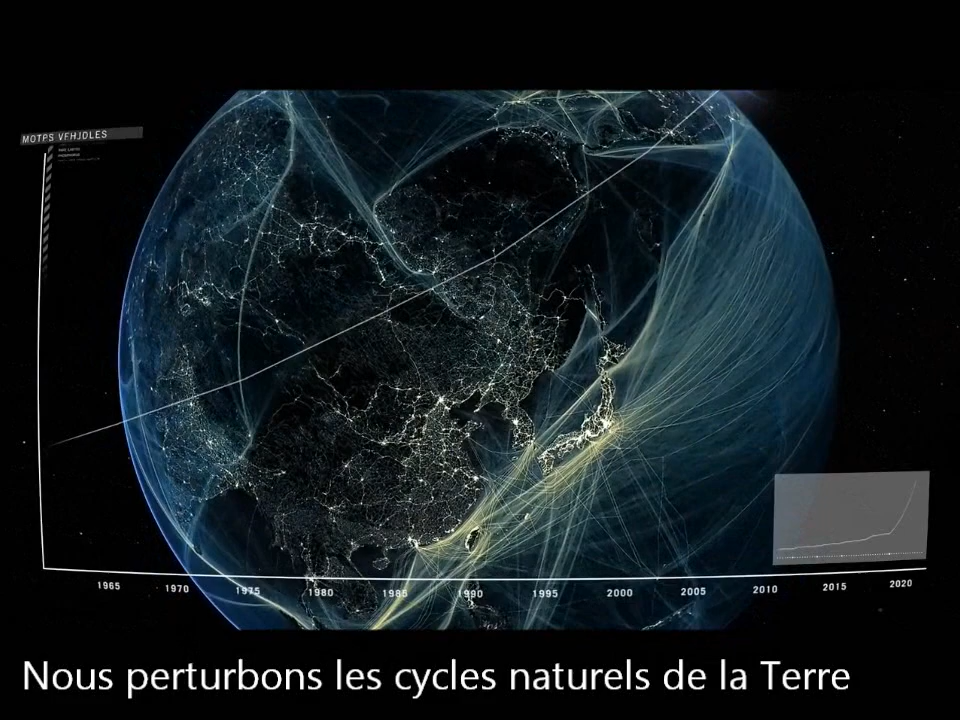 MOTPS VFHJDLES
1965 1970 1975 1980 1985 1990 1995 2000 2005 2010 2015 2020
Nous perturbons les cycles naturels de la Terre